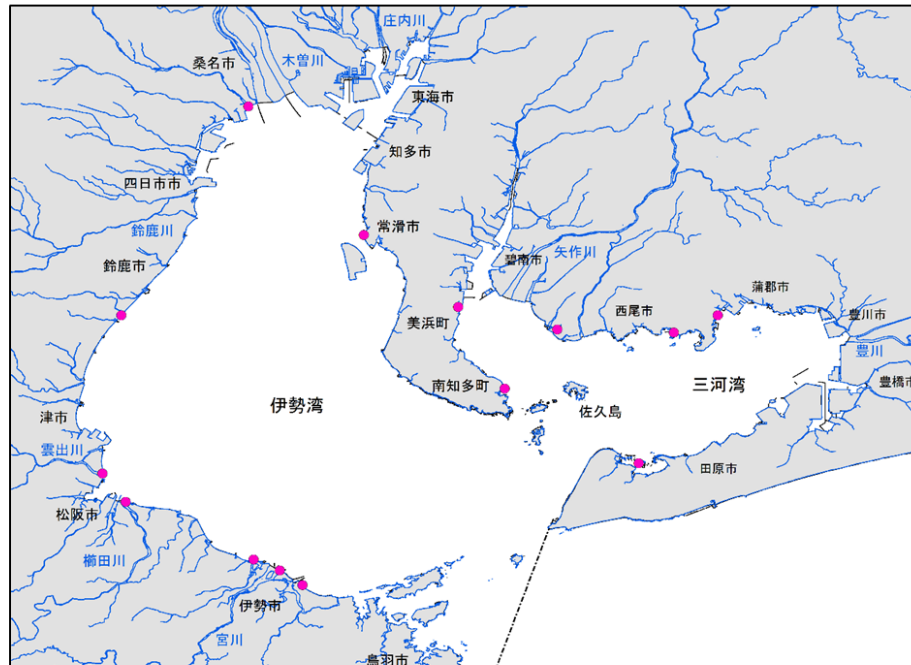 庄内川
木曽川
桑名市
東海市
知多市
四日市市
鈴鹿川
常滑市
鈴鹿市
碧南市
矢作川
蒲郡市
西尾市
豊川市
美浜町
豊川
南知多町
三河湾
豊橋市
伊勢湾
佐久島
津市
雲出川
田原市
松阪市
櫛田川
伊勢市
宮川
鳥羽市